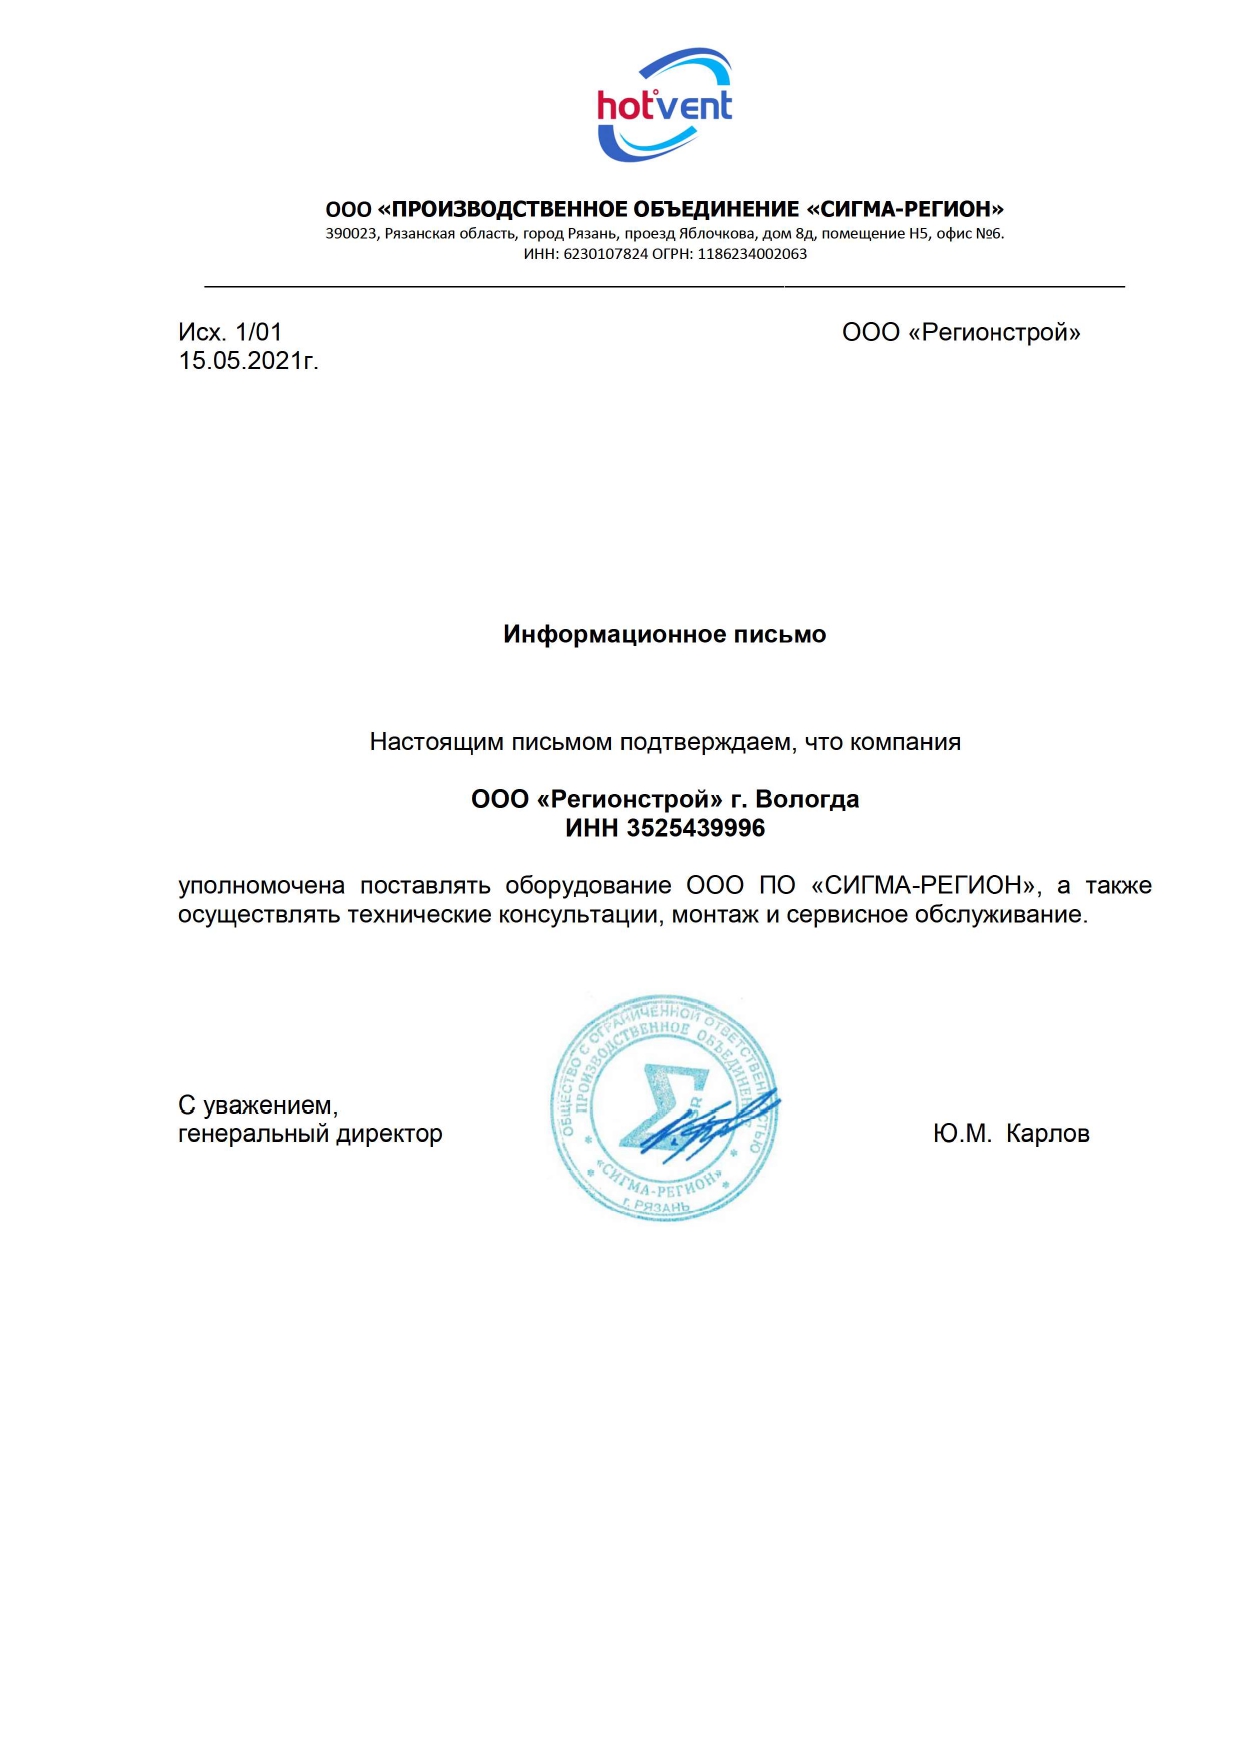 hot°vent
ООО «ПРОИЗВОДСТВЕННОЕ ОБЪЕДИНЕНИЕ «СИГМА-РЕГИОН»
390023, Рязанская область, город Рязань, проезд Яблочкова, дом 8д, помещение Н5, офис №6.
ИНН: 6230107824 ОГРН: 1186234002063
Исх. 1/01
ООО «Регионстрой»
15.05.2021г.
Информационное письмо
Настоящим письмом подтверждаем, что компания
ООО «Регионстрой» г. Вологда
ИНН 3525439996
уполномочена поставлять оборудование ООО ПО «СИГМА-РЕГИОН», а также
осуществлять технические консультации, монтаж и сервисное обслуживание.
ОБЩЕСТВО С ОГРАНИЧЕННОЙ ОТВЕТСТВЕННОСТЬЮ
ПРОИЗВОДСТВЕННОЕ ОБЪЕДИНЕНИЕ
«СИГМА-РЕГИОН»
г. РЯЗАНЬ
С уважением,
генеральный директор
Ю.М. Карлов